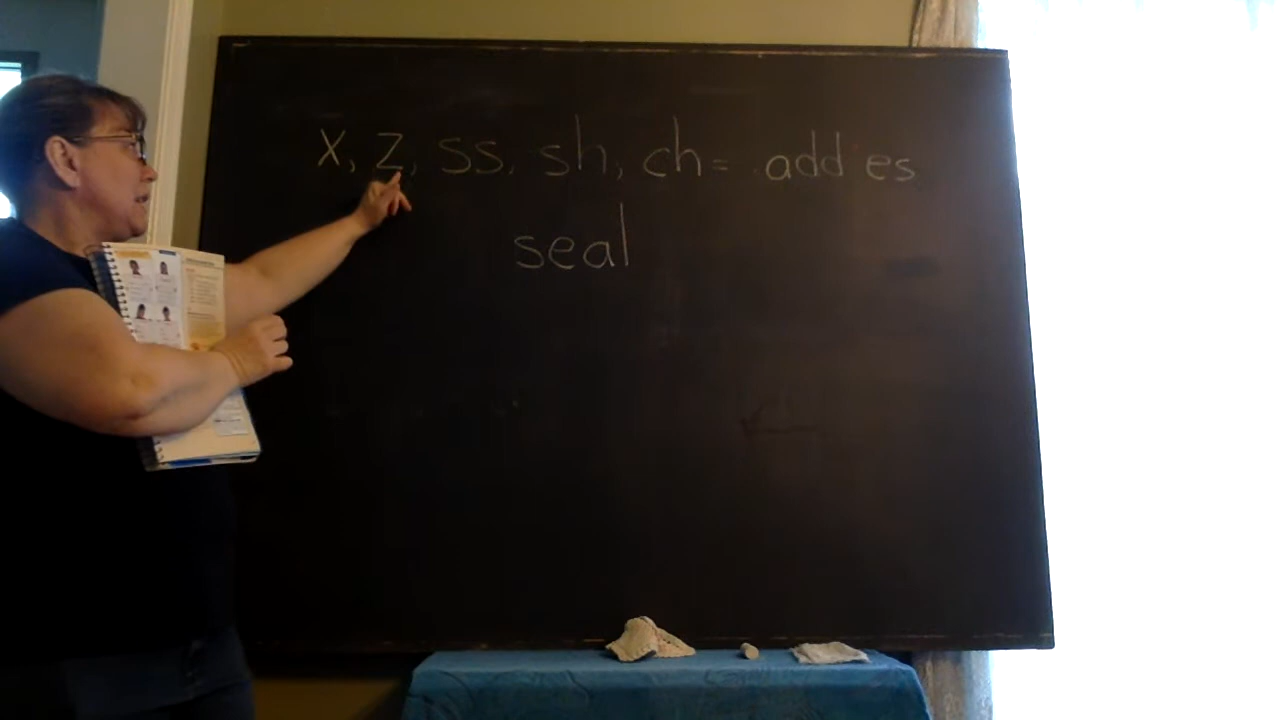 x, z, ss, sh, ch = add es
seal